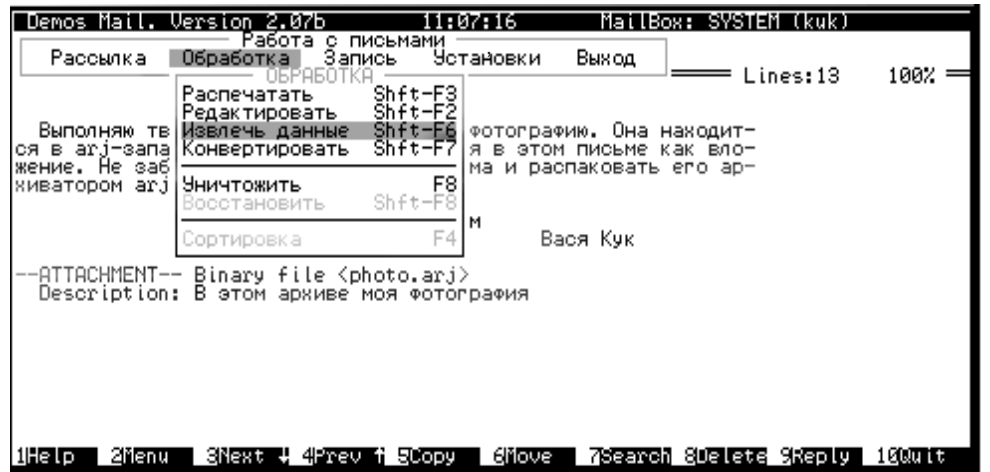 Demos Mail. Version 2.07b 11:07:16 MailBox: SYSTEM (kuk)
Работа с письмами
Рассылка Обработка Запись Установки Выход
ОБРАБОТКА Lines:13 100%
Распечатать Shft-F3
Редактировать Shft-F2
Выполняю тв Извлечь данные Shft-F6 фотографию. Она находит-
ся в arj-запа Конвертировать Shft-F7 я в этом письме как вло-
жение. Не заб ма и распаковать его ар-
хиватором arj Уничтожить F8
Восстановить Shft-F8
м
Сортировка F4 Вася Кук
--ATTACHMENT-- Binary file <photo.arj>
Description: В этом архиве моя фотография
1Help 2Menu 3Next ↓ 4Prev ↑ 5Copy 6Move 7Search 8Delete 9Reply 10Quit